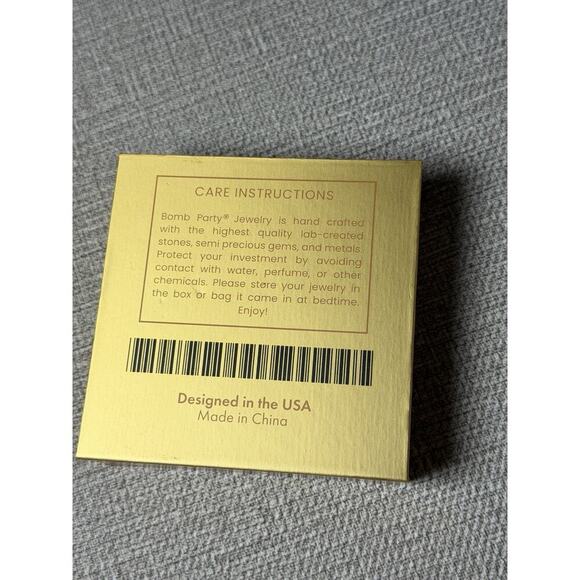 CARE INSTRUCTIONS
Bomb Party® Jewelry is hand crafted
with the highest quality lab-created
stones, semi precious gems, and metals.
Protect your investment by avoiding
contact with water, perfume, or other
chemicals. Please store your jewelry in
the box or bag it came in at bedtime.
Enjoy!
Designed in the USA
Made in China